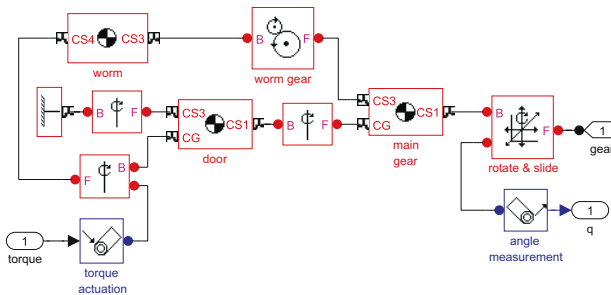 CS4 CS3
worm
B F
worm gear
B F
CS3 CS1
CG
door
B F
CS3 CS1
CG
main
gear
B F
rotate & slide
1
gear
F B
1
torque
torque
actuation
angle
measurement
1
q